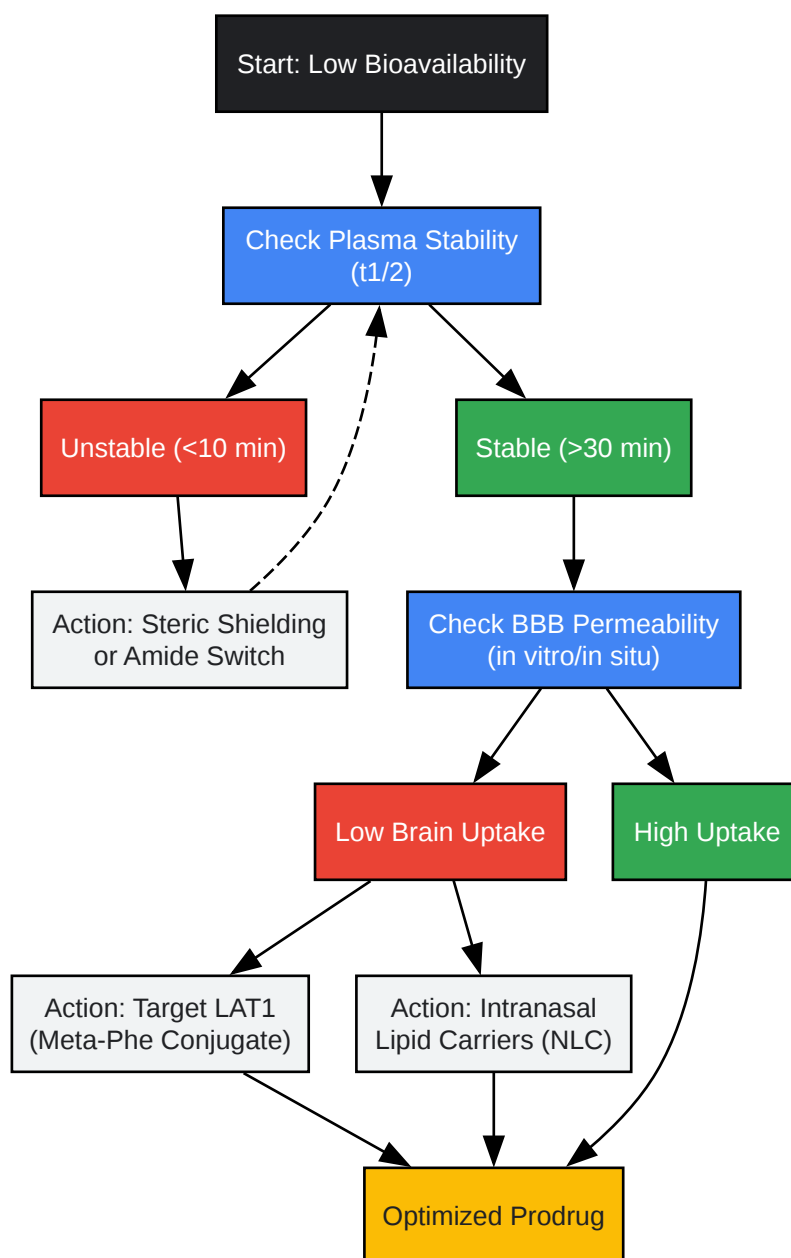 Start: Low Bioavailability
Check Plasma Stability
(t1/2)
Unstable (<10 min)
Stable (>30 min)
Action: Steric Shielding
or Amide Switch
Check BBB Permeability
(in vitro/in situ)
Low Brain Uptake
High Uptake
Action: Target LAT1
(Meta-Phe Conjugate)
Action: Intranasal
Lipid Carriers (NLC)
Optimized Prodrug